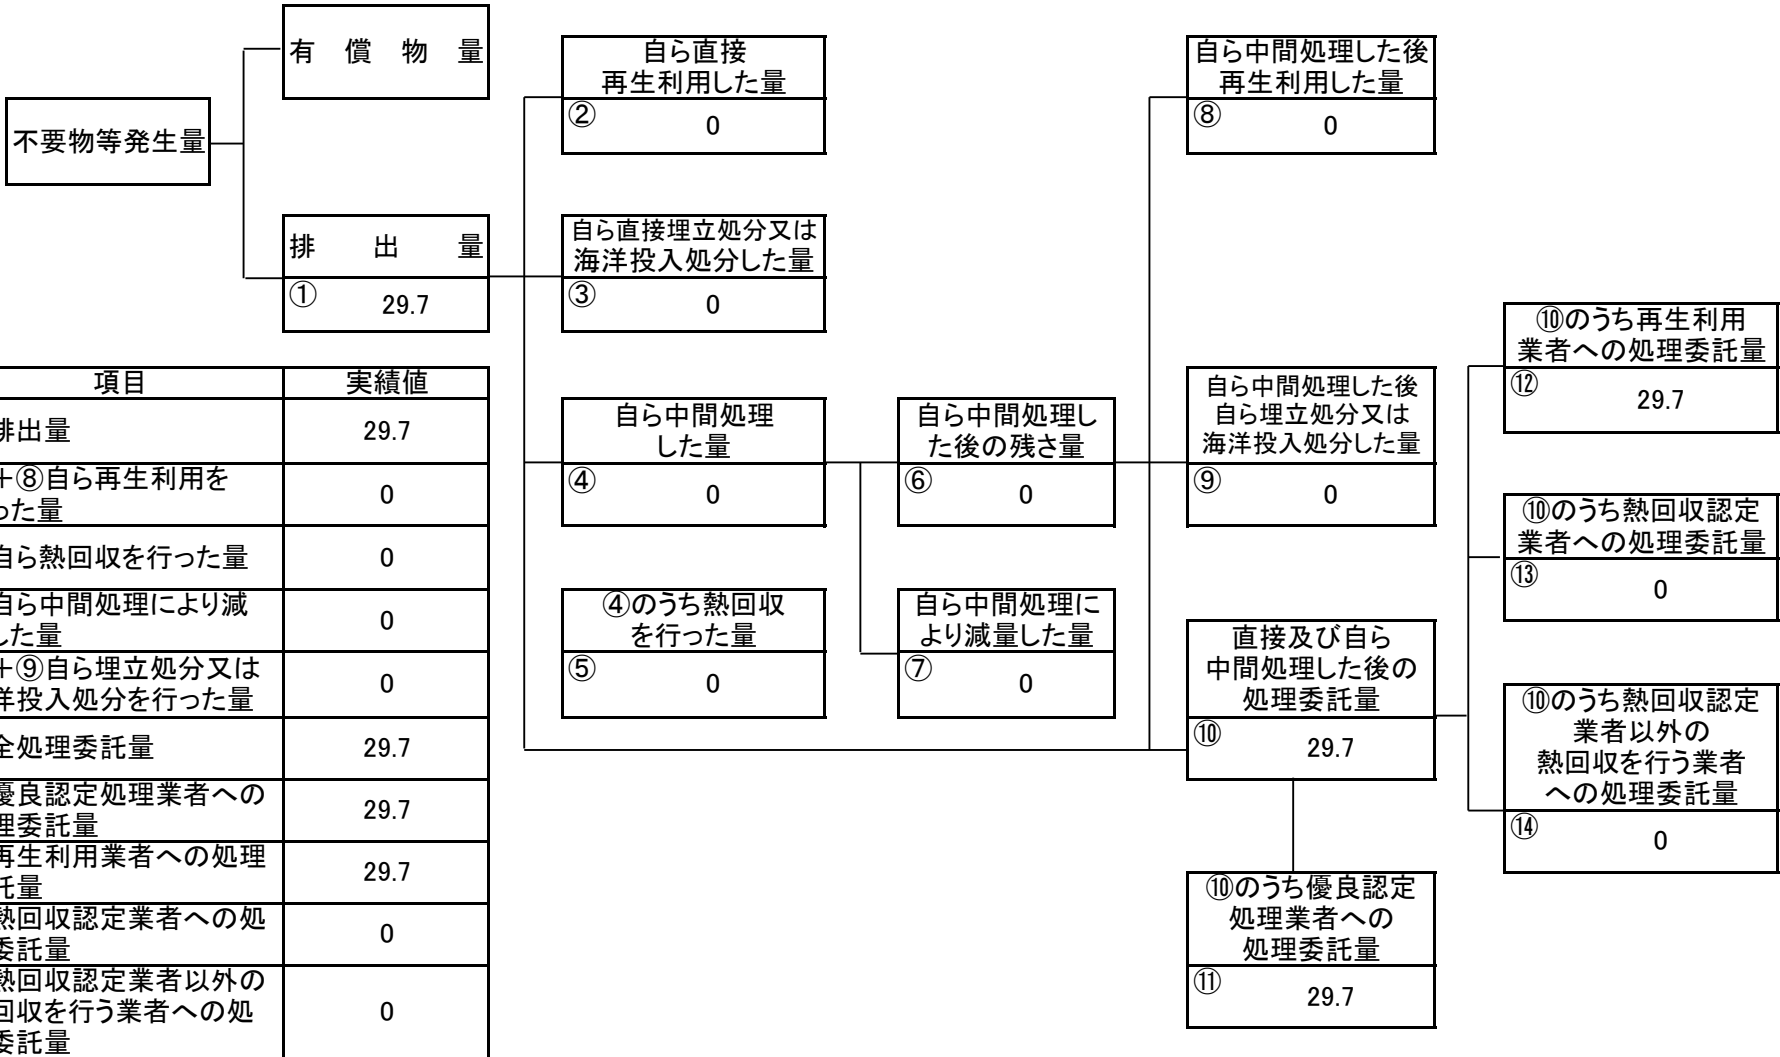 有償物量
不要物等発生量
排出量
①
29.7
自ら直接
再生利用した量
②
0
自ら直接埋立処分又は
海洋投入処分した量
③
0
自ら中間処理
した量
④
0
④のうち熱回収
を行った量
⑤
0
自ら中間処理し
た後の残さ量
⑥
0
自ら中間処理に
より減量した量
⑦
0
自ら中間処理した後
再生利用した量
⑧
0
自ら中間処理した後
自ら埋立処分又は
海洋投入処分した量
⑨
0
直接及び自ら
中間処理した後の
処理委託量
⑩
29.7
⑩のうち優良認定
処理業者への
処理委託量
⑪
29.7
⑩のうち再生利用
業者への処理委託量
⑫
29.7
⑩のうち熱回収認定
業者への処理委託量
⑬
0
⑩のうち熱回収認定
業者以外の
熱回収を行う業者
への処理委託量
⑭
0
項目
実績値
排出量
29.7
+⑧自ら再生利用を
った量
0
自ら熱回収を行った量
0
自ら中間処理により減
した量
0
+⑨自ら埋立処分又は
洋投入処分を行った量
0
全処理委託量
29.7
優良認定処理業者への
理委託量
29.7
再生利用業者への処理
託量
29.7
熱回収認定業者への処
委託量
0
熱回収認定業者以外の
回収を行う業者への処
委託量
0